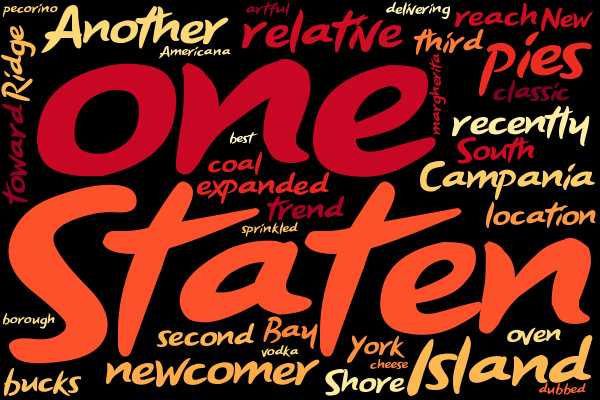 pecorino
artful
delivering
Another
relative
reach
New
Americana
third
pies
Ridge
one
margherita
classic
toward
recently
best
South
coal
Campania
expanded
Staten
trend
location
sprinkled
borough
second
Bay
York
oven
vodka
cheese
bucks
newcomer
Shore
Island
dubbed